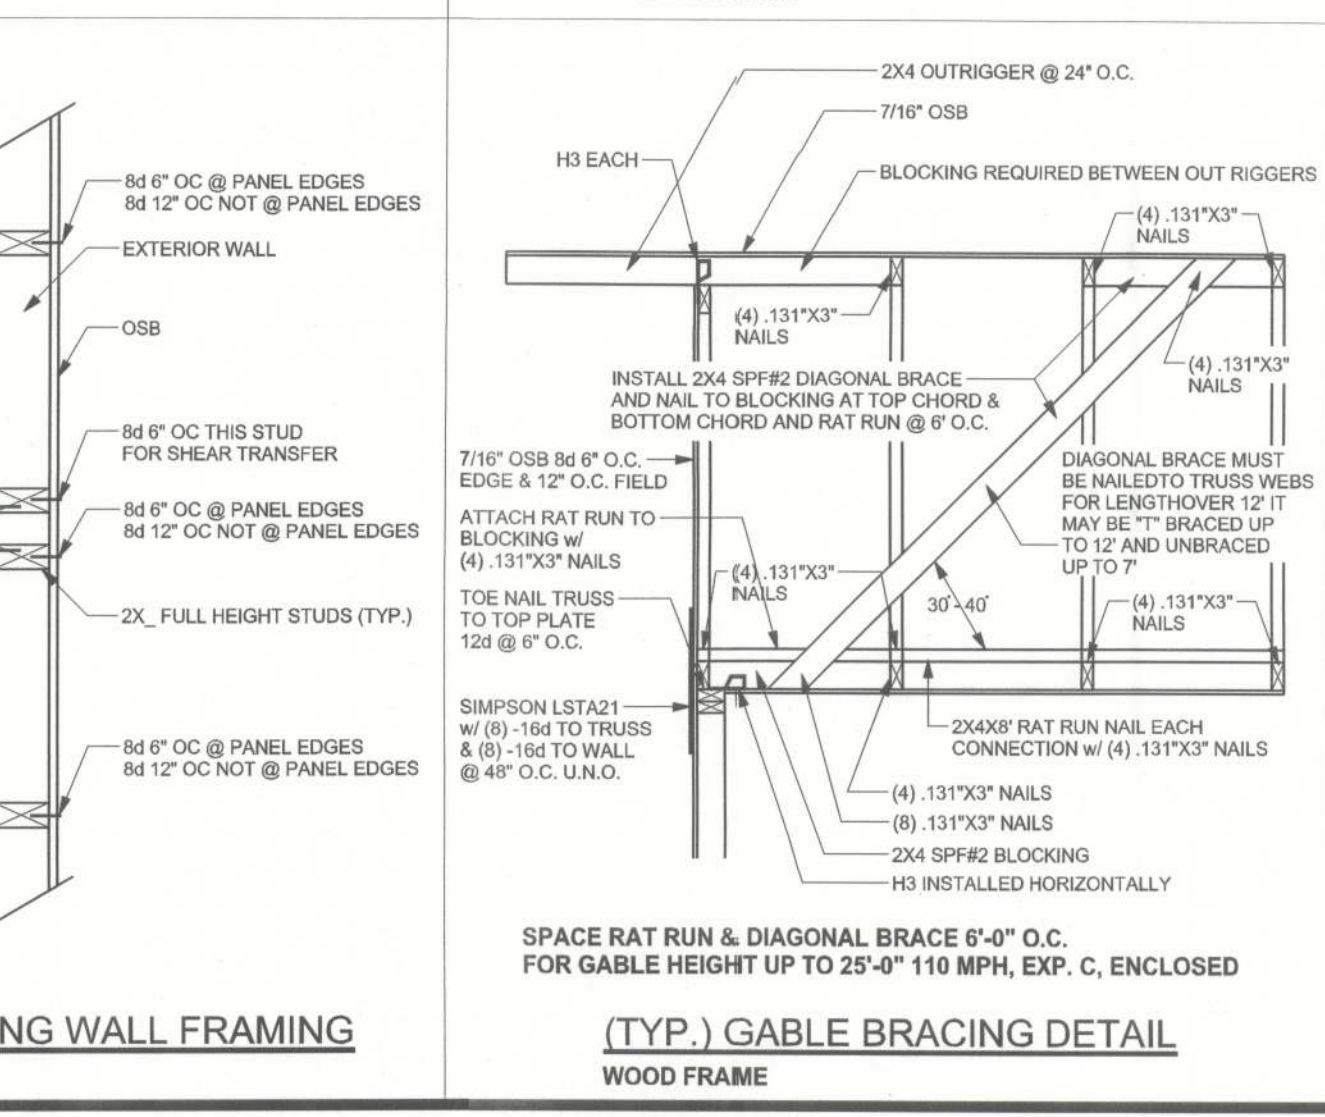 8d 6" OC @ PANEL EDGES
8d 12" OC NOT @ PANEL EDGES
EXTERIOR WALL
OSB
8d 6" OC THIS STUD
FOR SHEAR TRANSFER
8d 6" OC @ PANEL EDGES
8d 12" OC NOT @ PANEL EDGES
2X_ FULL HEIGHT STUDS (TYP.)
8d 6" OC @ PANEL EDGES
8d 12" OC NOT @ PANEL EDGES
NG WALL FRAMING
2X4 OUTRIGGER @ 24" O.C.
7/16" OSB
H3 EACH
BLOCKING REQUIRED BETWEEN OUT RIGGERS
(4) .131"X3"
NAILS
(4) .131"X3"
NAILS
(4) .131"X3"
NAILS
INSTALL 2X4 SPF#2 DIAGONAL BRACE
AND NAIL TO BLOCKING AT TOP CHORD &
BOTTOM CHORD AND RAT RUN @ 6' O.C.
7/16" OSB 8d 6" O.C.
EDGE & 12" O.C. FIELD
DIAGONAL BRACE MUST
BE NAILEDTO TRUSS WEBS
FOR LENGTHOVER 12' IT
MAY BE "T" BRACED UP
TO 12' AND UNBRACED
UP TO 7'
ATTACH RAT RUN TO
BLOCKING w/
(4) .131"X3" NAILS
(4) .131"X3"
NAILS
30°-40°
(4) .131"X3"
NAILS
TOE NAIL TRUSS
TO TOP PLATE
12d @ 6" O.C.
SIMPSON LSTA21
w/ (8) -16d TO TRUSS
& (8) -16d TO WALL
@ 48" O.C. U.N.O.
2X4X8' RAT RUN NAIL EACH
CONNECTION w/ (4) .131"X3" NAILS
(4) .131"X3" NAILS
(8) .131"X3" NAILS
2X4 SPF#2 BLOCKING
H3 INSTALLED HORIZONTALLY
SPACE RAT RUN & DIAGONAL BRACE 6'-0" O.C.
FOR GABLE HEIGHT UP TO 25'-0" 110 MPH, EXP. C, ENCLOSED
(TYP.) GABLE BRACING DETAIL
WOOD FRAME